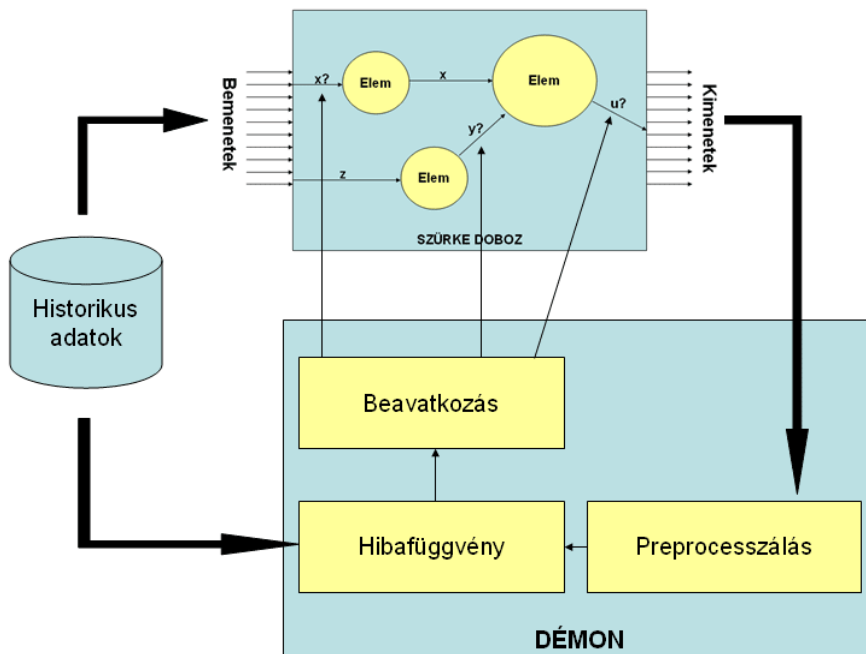 Bemenetek
x?
Elem
x
Elem
u?
Kimenetek
y?
z
Elem
SZÜRKE DOBOZ
Historikus
adatok
Beavatkozás
Hibafüggvény
Preprocesszálás
DÉMON